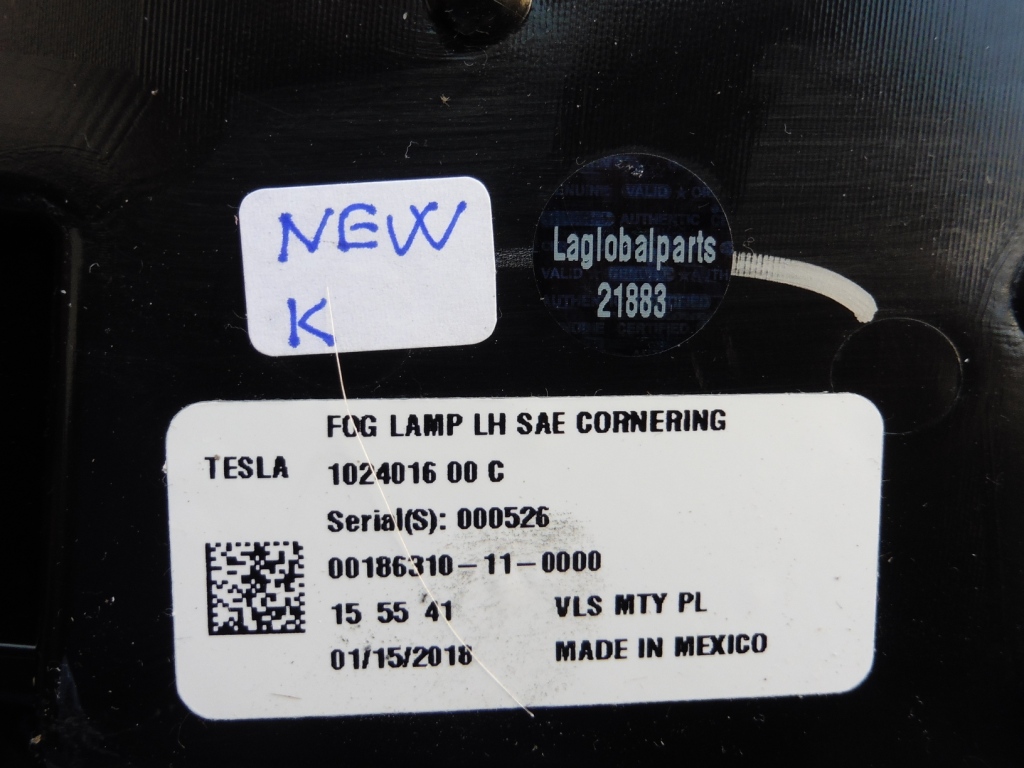 NEW
K
Laglobalparts
21883
FOG LAMP LH SAE CORNERING
TESLA
1024016 00 C
Serial(S): 000526
00186310-11-0000
15 55 41 VLS MTY PL
01/15/2018 MADE IN MEXICO